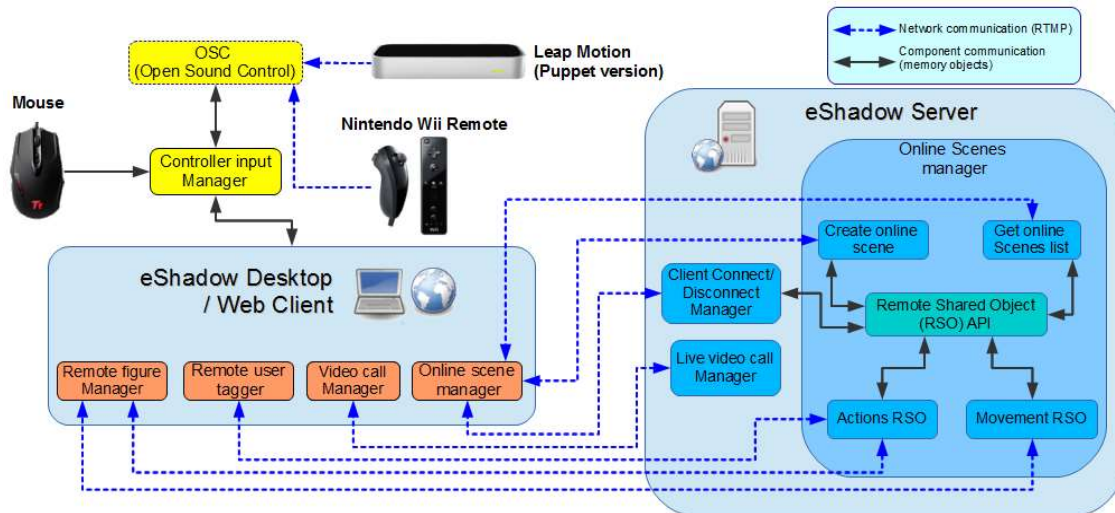 OSC
(Open Sound Control)
Leap Motion
(Puppet version)
Network communication (RTMP)
Component communication
(memory objects)
Mouse
Nintendo Wii Remote
Controller input
Manager
Tt
Wii
eShadow Server
Online Scenes
manager
Create online
scene
Get online
Scenes list
eShadow Desktop
/ Web Client
Client Connect/
Disconnect
Manager
Remote Shared Object
(RSO) API
Live video call
Manager
Remote figure
Manager
Remote user
tagger
Video call
Manager
Online scene
manager
Actions RSO
Movement RSO